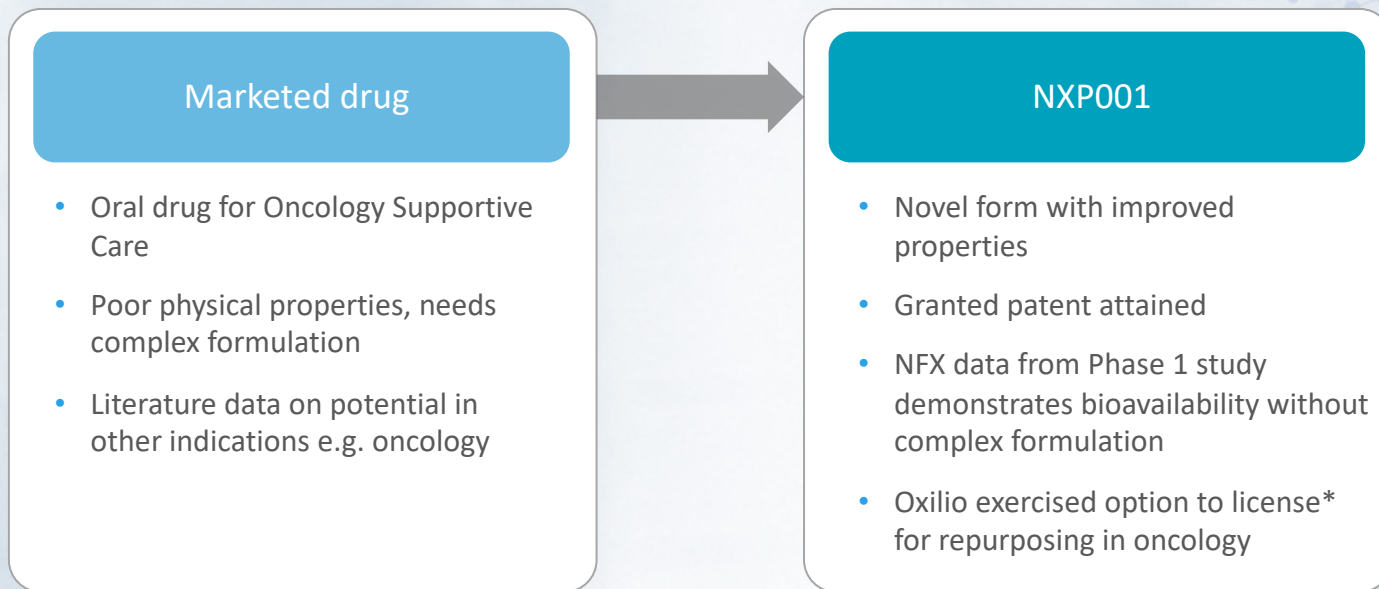 Marketed drug
• Oral drug for Oncology Supportive
Care
• Poor physical properties, needs
complex formulation
• Literature data on potential in
other indications e.g. oncology
NXP001
• Novel form with improved
properties
• Granted patent attained
• NFX data from Phase 1 study
demonstrates bioavailability without
complex formulation
• Oxilio exercised option to license*
for repurposing in oncology